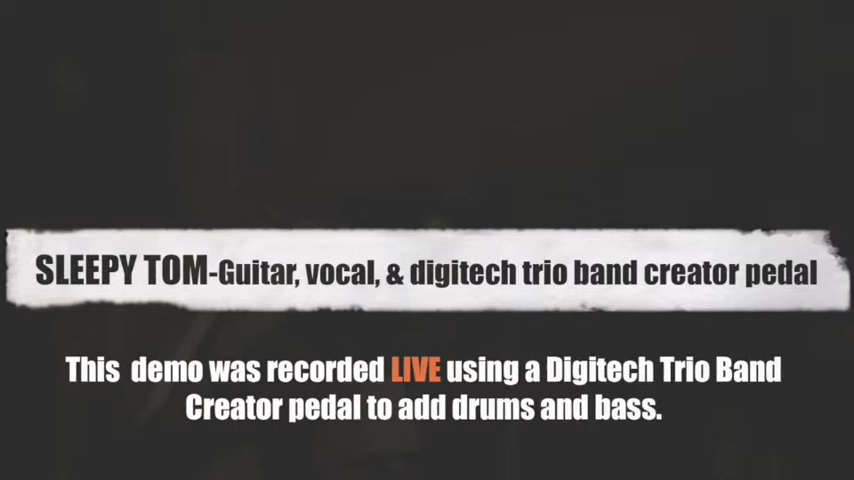 SLEEPY TOM-Guitar, vocal, & digitech trio band creator pedal
This demo was recorded LIVE using a Digitech Trio Band
Creator pedal to add drums and bass.